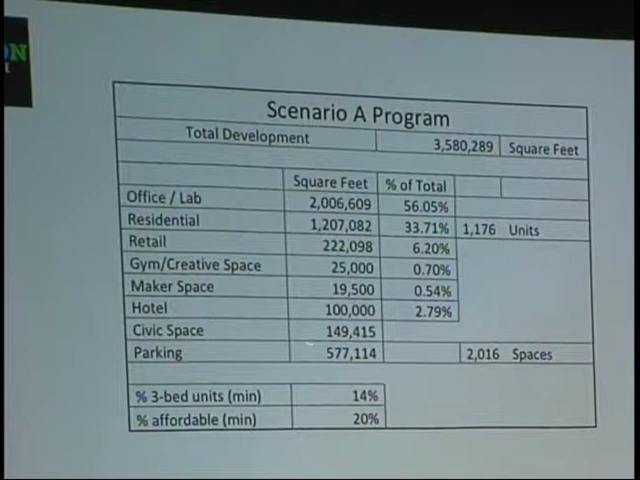 ON
Scenario A Program
Total Development 3,580,289 Square Feet
Square Feet % of Total
Office / Lab 2,006,609 56.05%
Residential 1,207,082 33.71% 1,176 Units
Retail 222,098 6.20%
Gym/Creative Space 25,000 0.70%
Maker Space 19,500 0.54%
Hotel 100,000 2.79%
Civic Space 149,415
Parking 577,114 2,016 Spaces
% 3-bed units (min) 14%
% affordable (min) 20%